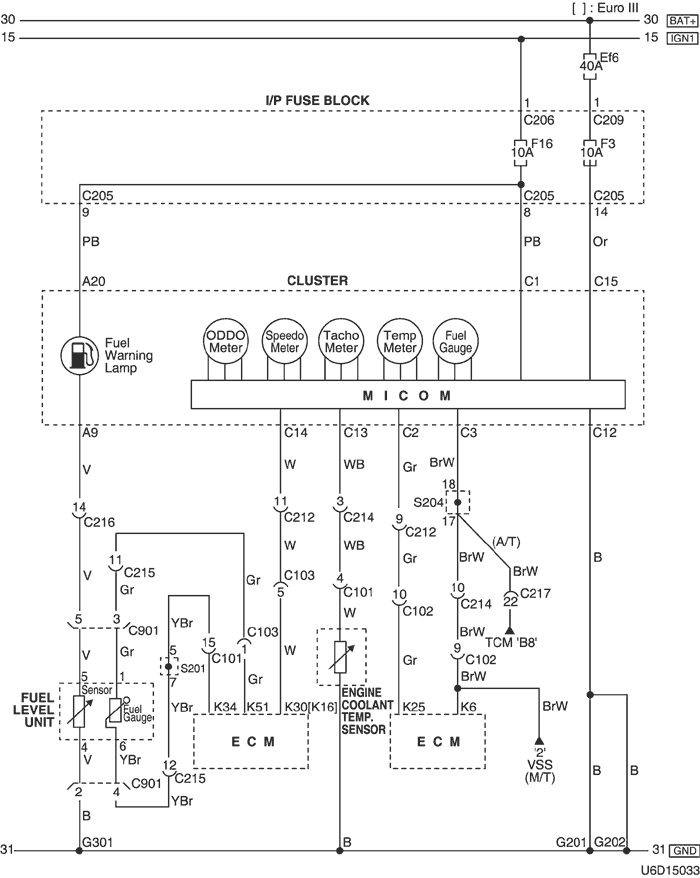 [ ] : Euro III
30 30 BAT+
15 15 IGN1
Ef6
40A
I/P FUSE BLOCK
1 1
C206 C209
F16 F3
10A 10A
C205 C205 C205
9 8 14
PB PB Or
A20 CLUSTER C1 C15
Fuel
Warning
Lamp
ODDO
Meter
Speedo
Meter
Tacho
Meter
Temp
Meter
Fuel
Gauge
M I C O M
A9 C14 C13 C2 C3 C12
V W WB Gr BrW
14 11 3 9 18
C216 C212 C214 C212 S204
17
(A/T)
V W WB Gr BrW BrW B
11
C215
Gr
Gr
C103
5
4
C101
10
C102
10
C214
C217
22
TCM 'B8'
5 3
C901
YBr
15
C101
C103
1
W
W
BrW
9
C102
BrW
V Gr
5
S201
7
Gr
Gr
5 1
Sensor
Fuel
Gauge
FUEL
LEVEL
UNIT
YBr
K34 K51 K30[K16]
E C M
ENGINE
COOLANT
TEMP.
SENSOR
K25 K6
E C M
BrW
'2'
VSS
(M/T)
4 6
V YBr
12
C215
2 4
C901
YBr
B
B B
G301 B G201 G202
31 31 GND
U6D15033